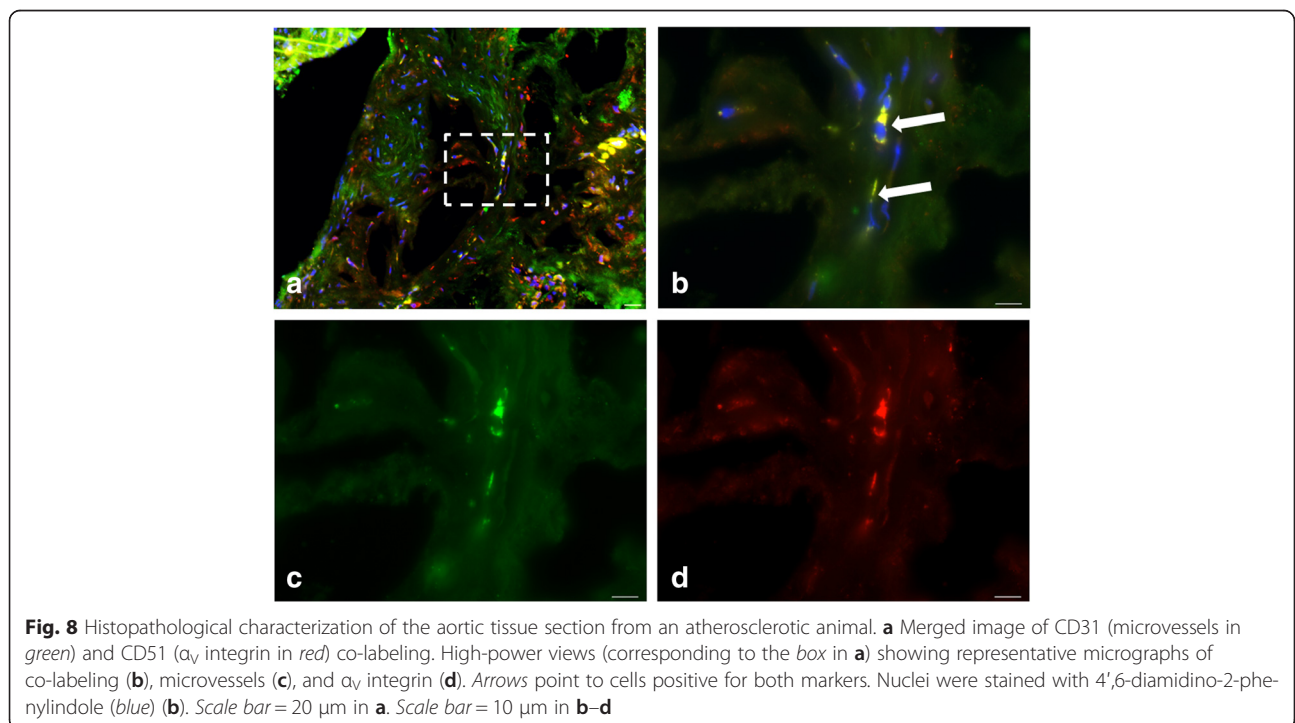 a
b
c
d
Fig. 8 Histopathological characterization of the aortic tissue section from an atherosclerotic animal. a Merged image of CD31 (microvessels in
green) and CD51 (αV integrin in red) co-labeling. High-power views (corresponding to the box in a) showing representative micrographs of
co-labeling (b), microvessels (c), and αV integrin (d). Arrows point to cells positive for both markers. Nuclei were stained with 4′,6-diamidino-2-phe-
nylindole (blue) (b). Scale bar = 20 μm in a. Scale bar = 10 μm in b–d